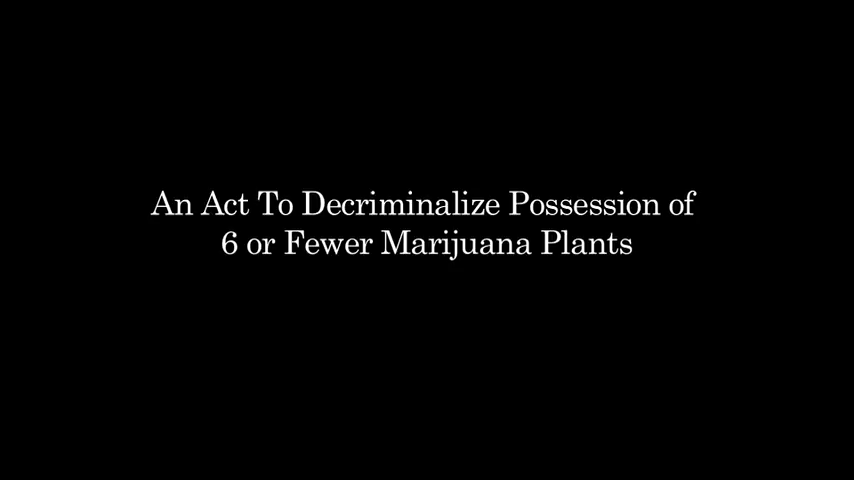 An Act To Decriminalize Possession of
6 or Fewer Marijuana Plants